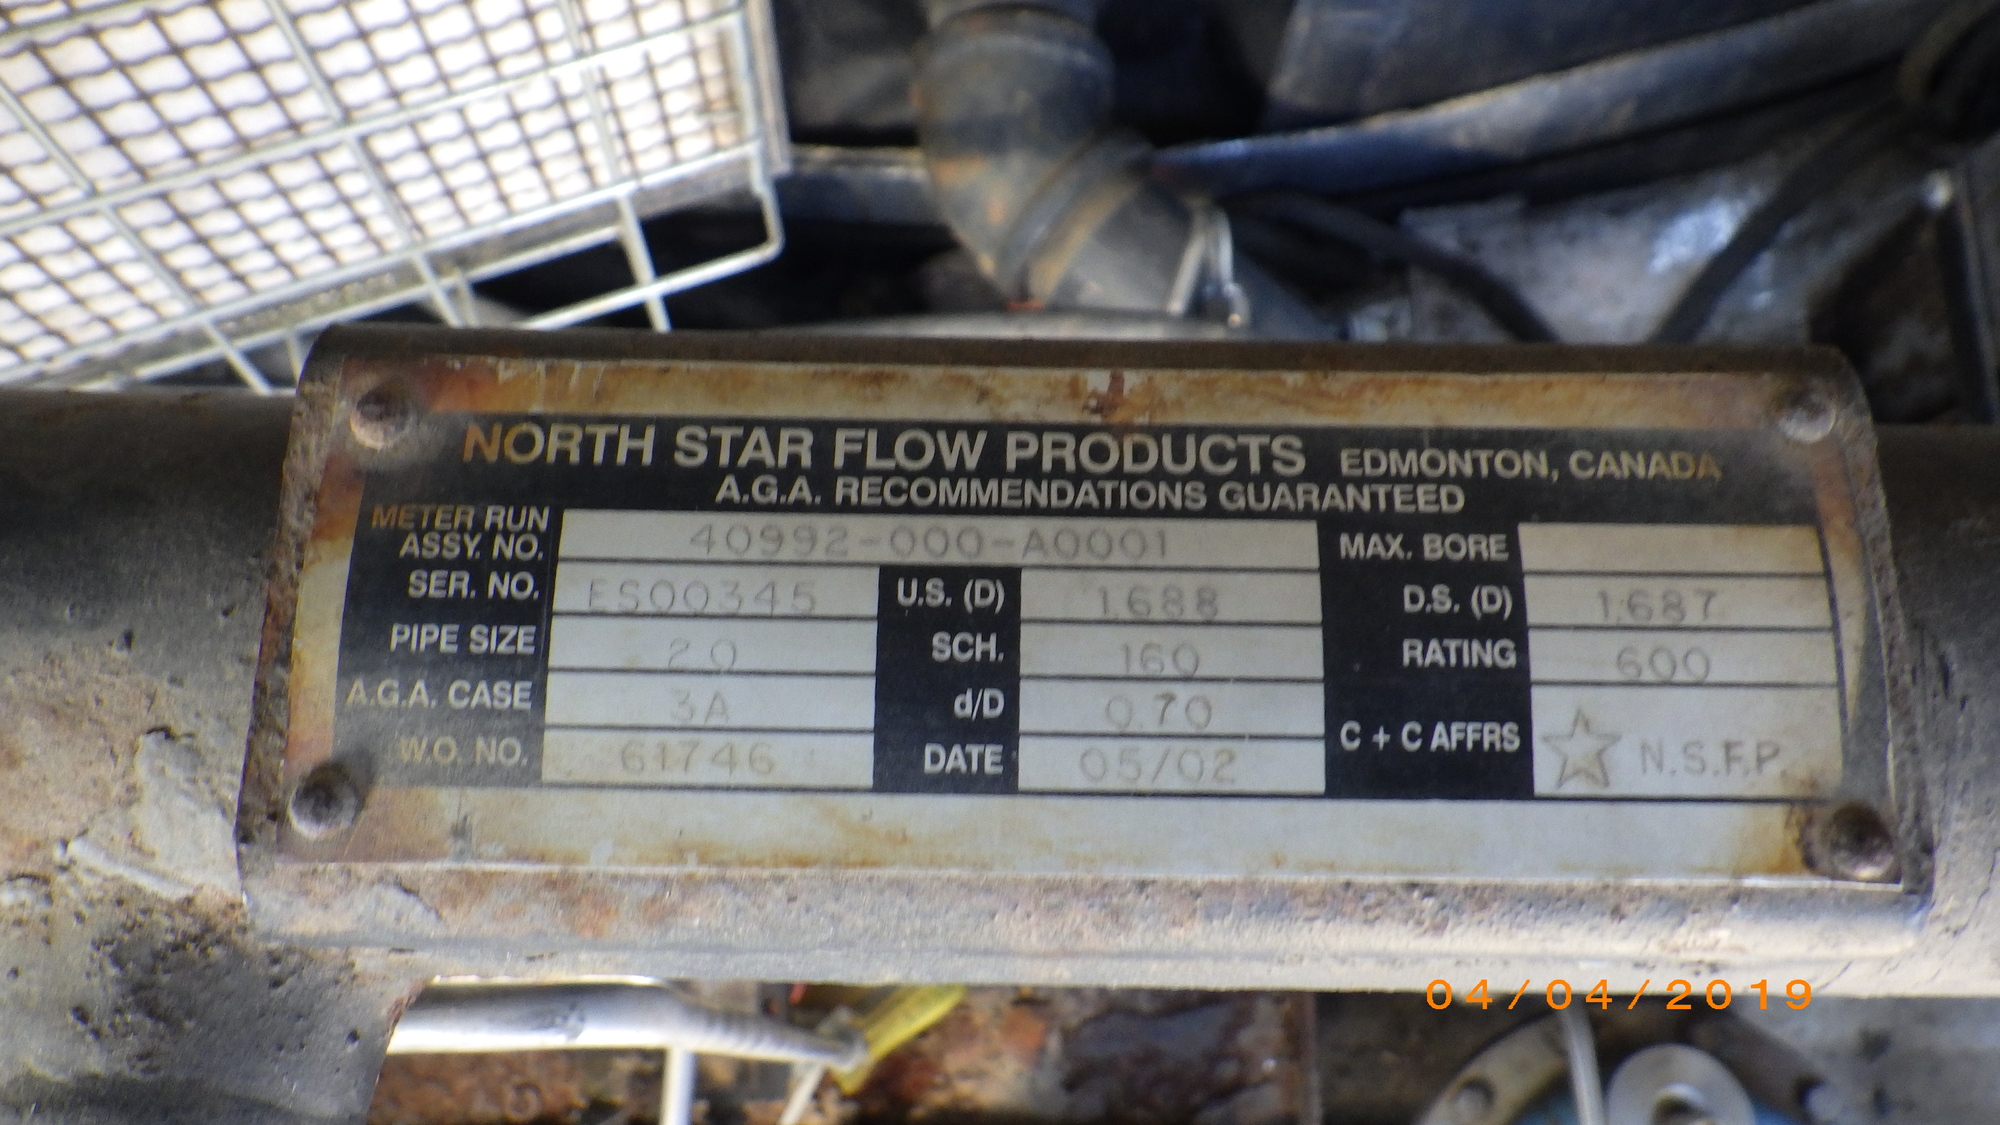 NORTH STAR FLOW PRODUCTS EDMONTON, CANADA
A.G.A. RECOMMENDATIONS GUARANTEED
METER RUN ASSY. NO. 40992-000-A0001 MAX. BORE
SER. NO. ES00345 U.S. (D) 1.688 D.S. (D) 1.687
PIPE SIZE 2.0 SCH. 160 RATING 600
A.G.A. CASE 3A d/D 0.70 C + C AFFRS N.S.F.P.
W.O. NO. 61746 DATE 05/02
04/04/2019